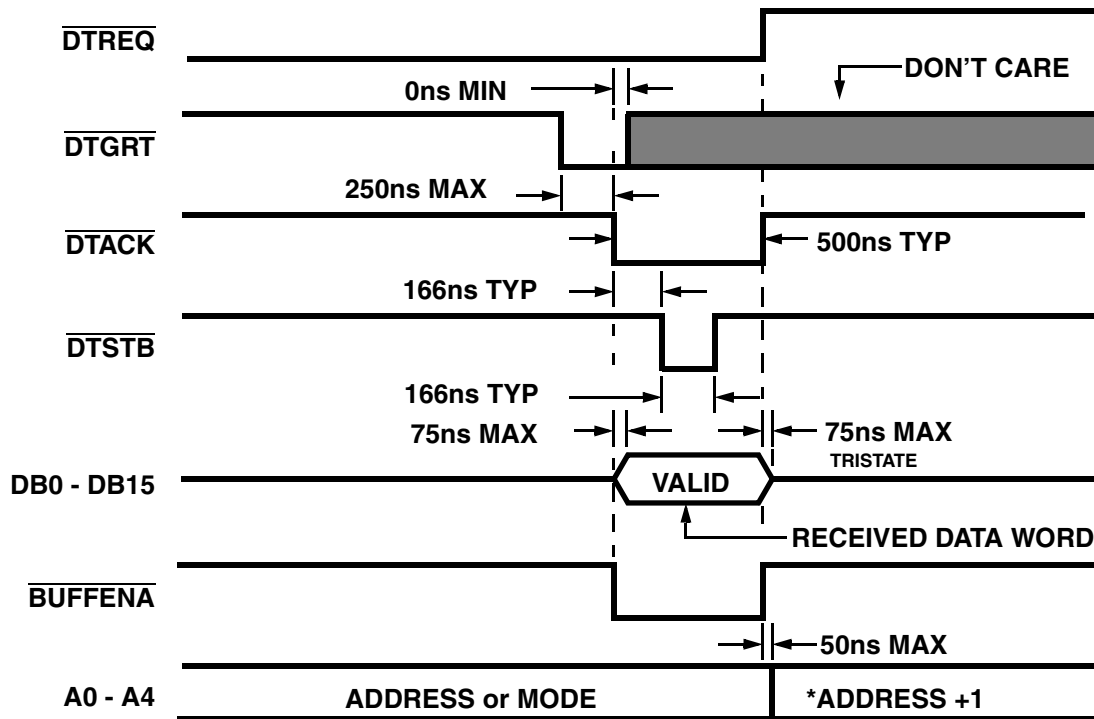 DTREQ
DON'T CARE
0ns MIN
DTGRT
250ns MAX
DTACK
500ns TYP
166ns TYP
DTSTB
166ns TYP
75ns MAX
75ns MAX
TRISTATE
DB0 - DB15
VALID
RECEIVED DATA WORD
BUFFENA
50ns MAX
A0 - A4
ADDRESS or MODE
*ADDRESS +1